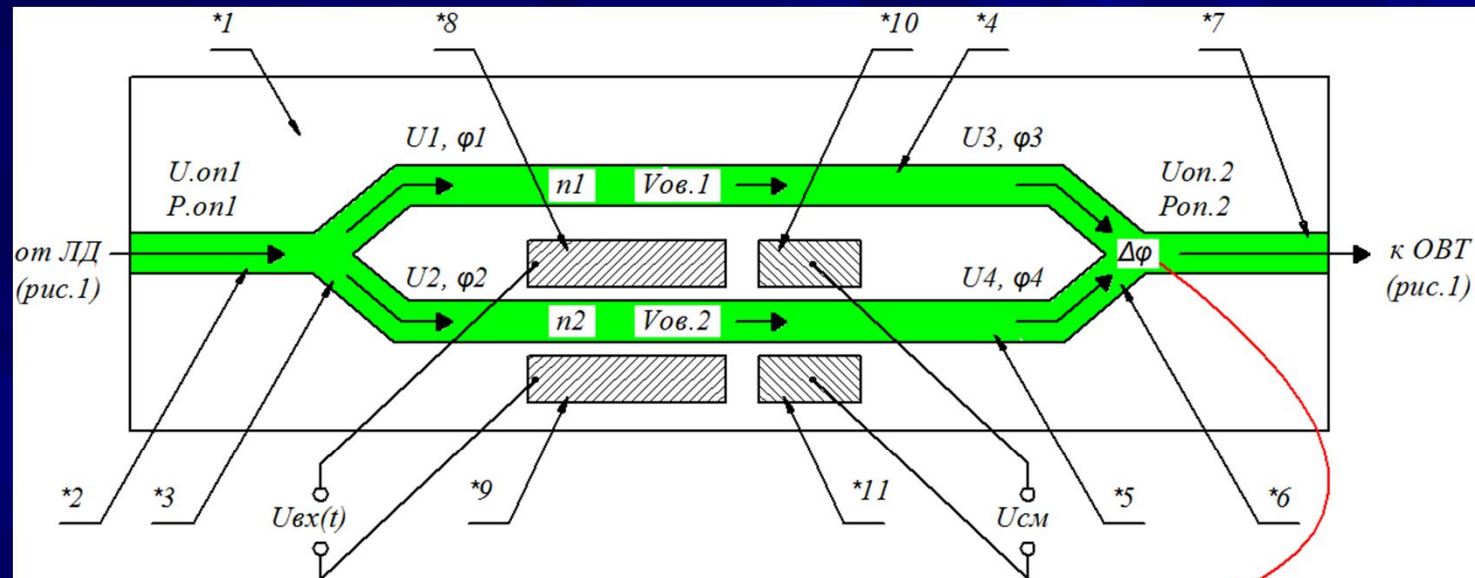 *1
*8
*10
*4
*7
U1, φ1
U3, φ3
U.оп1
P.оп1
n1
Vов.1
Uоп.2
Pоп.2
от ЛД
(рис.1)
Δφ
к ОВТ
(рис.1)
U2, φ2
U4, φ4
n2
Vов.2
*2
*3
Uвх(t)
*9
*11
Uсм
*5
*6